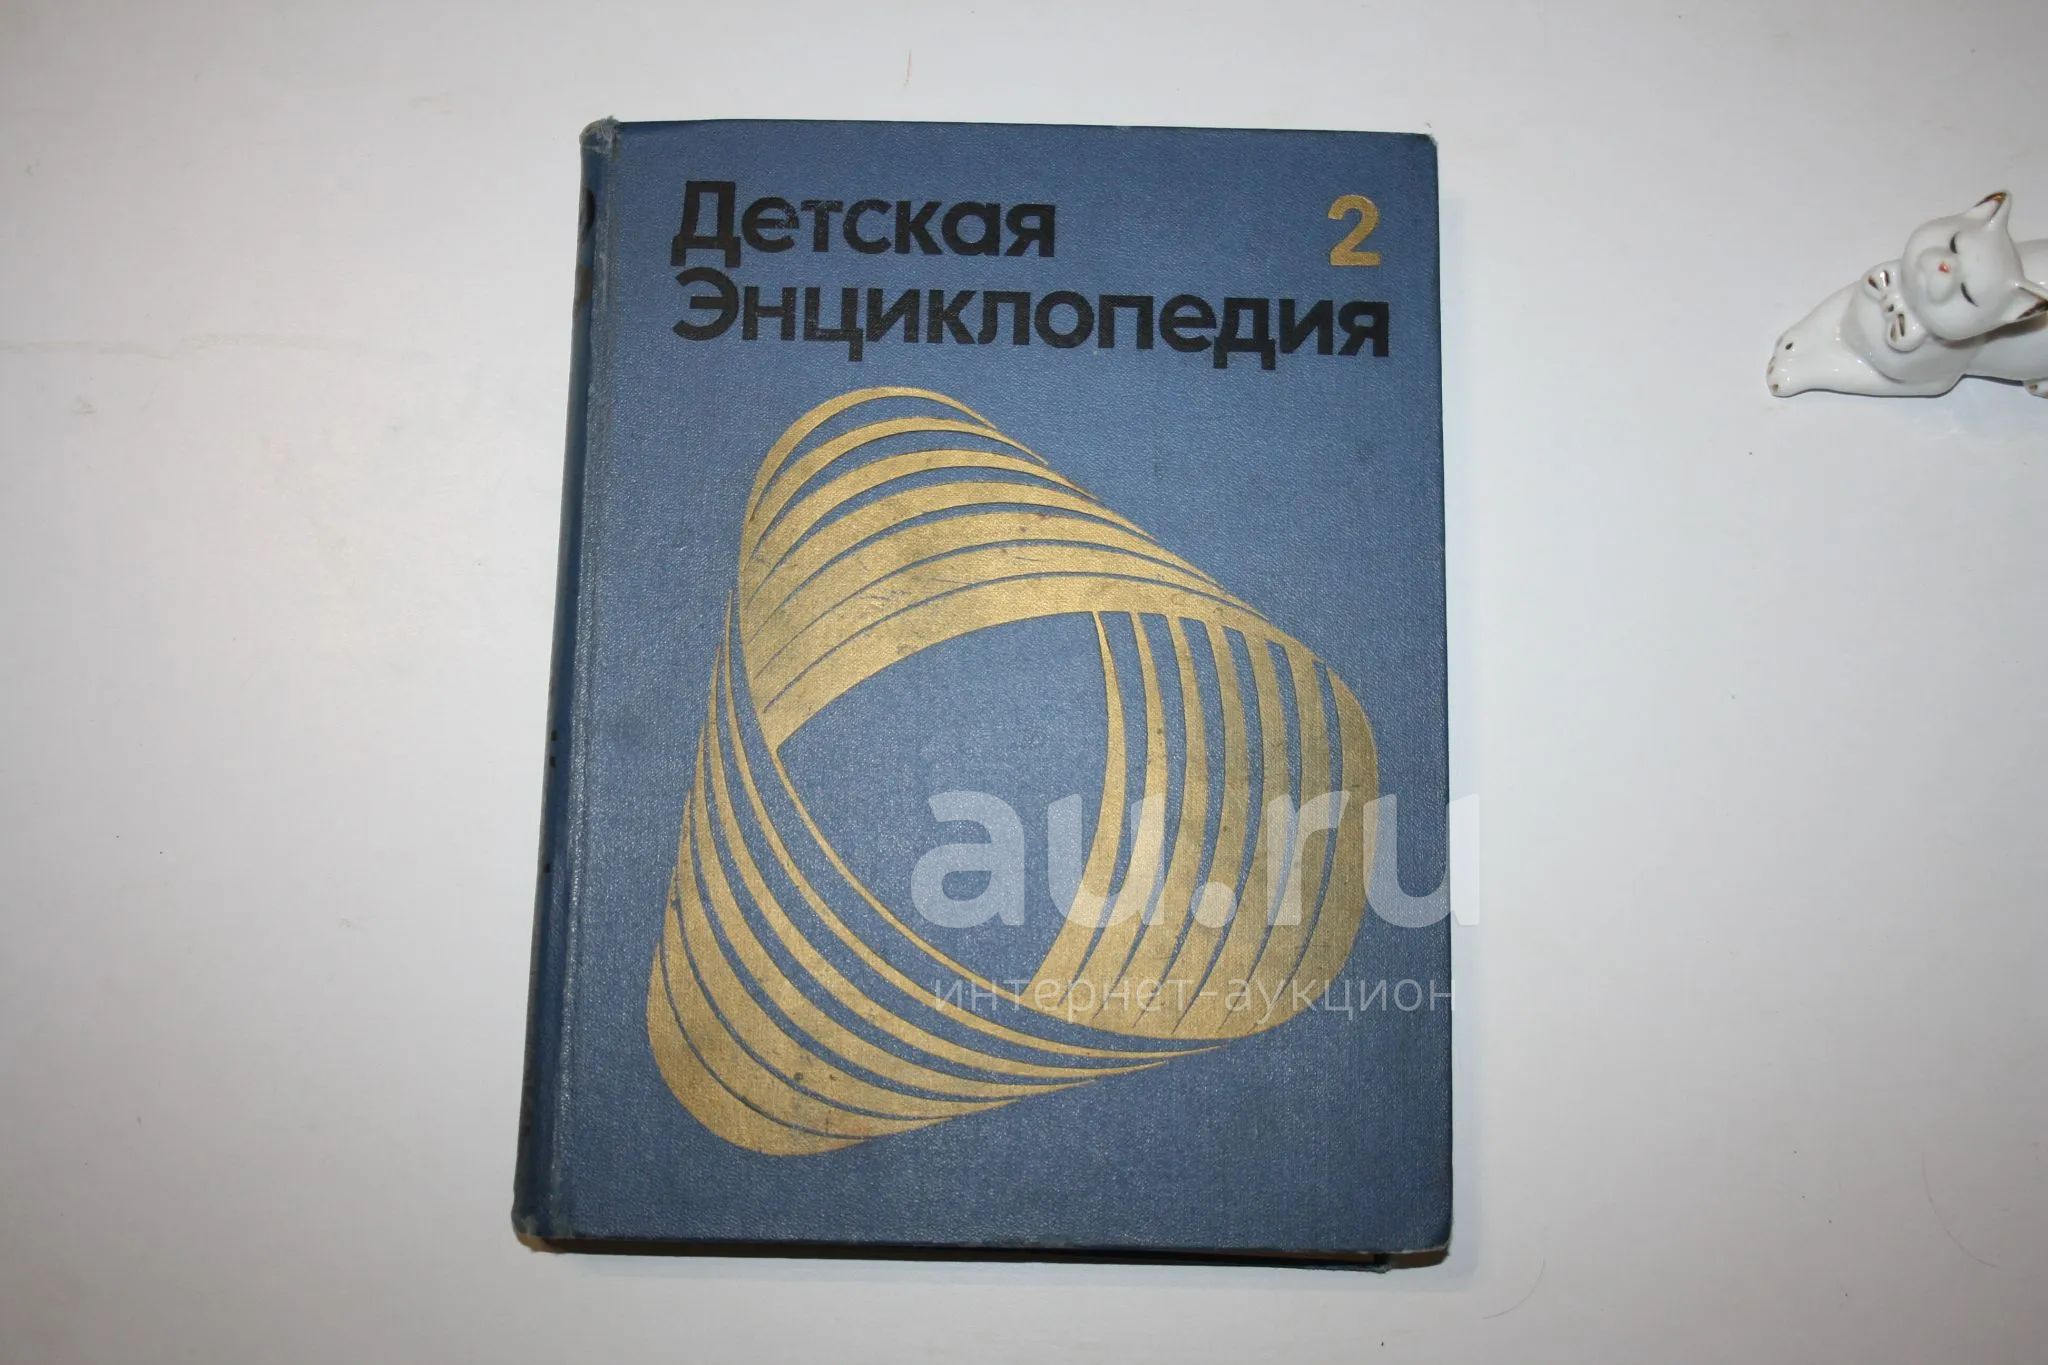 Детская 2
Энциклопедия
au.ru
интернет-аукцион